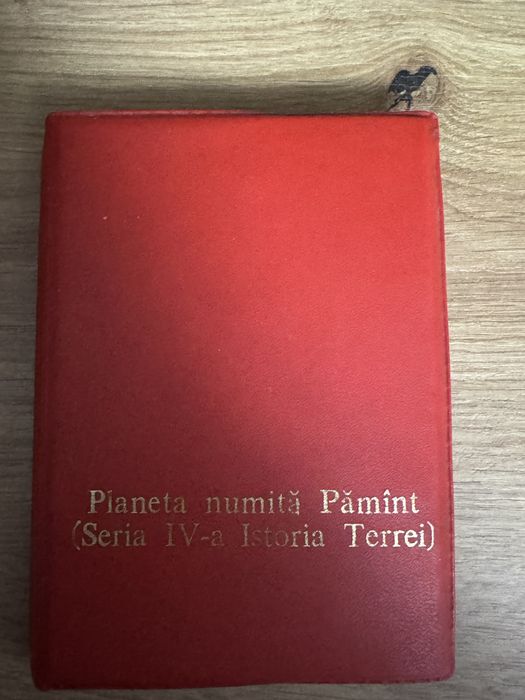 Planeta numită Pămînt
(Seria IV-a Istoria Terrei)